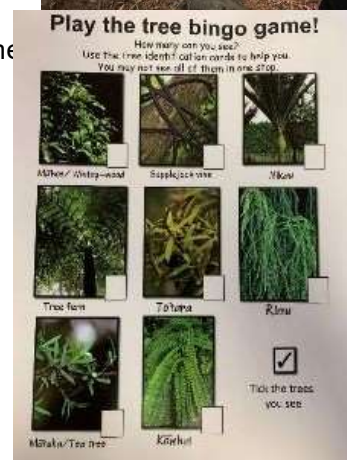 Play the tree bingo game!
How many can you see?
Use the tree identification cards to help you.
You may not see all of them in one stop.
Māhoe/ Whitey-wood
Supplejack vine
Nikau
Tree fern
Tōtara
Rimu
Mānuka/Tea tree
Kōwhai
Tick the trees
you see